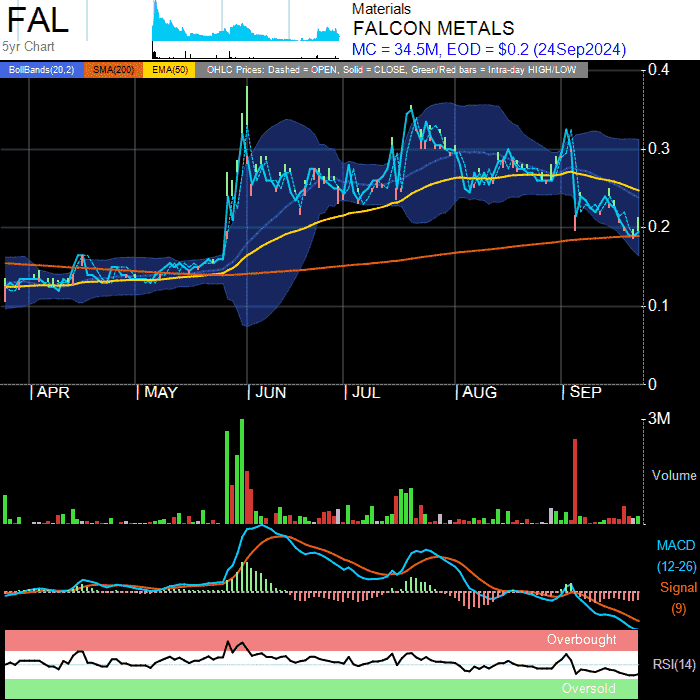 FAL
5yr Chart
Materials
FALCON METALS
MC = 34.5M, EOD = $0.2 (24Sep2024)
BollBands(20,2) SMA(200) EMA(50) OHLC Prices: Dashed = OPEN, Solid = CLOSE, Green/Red bars = Intra-day HIGH/LOW
0.4
0.3
0.2
0.1
0
| APR | MAY | JUN | JUL | AUG | SEP
3M
Volume
MACD
(12-26)
Signal
(9)
Overbought
RSI(14)
Oversold